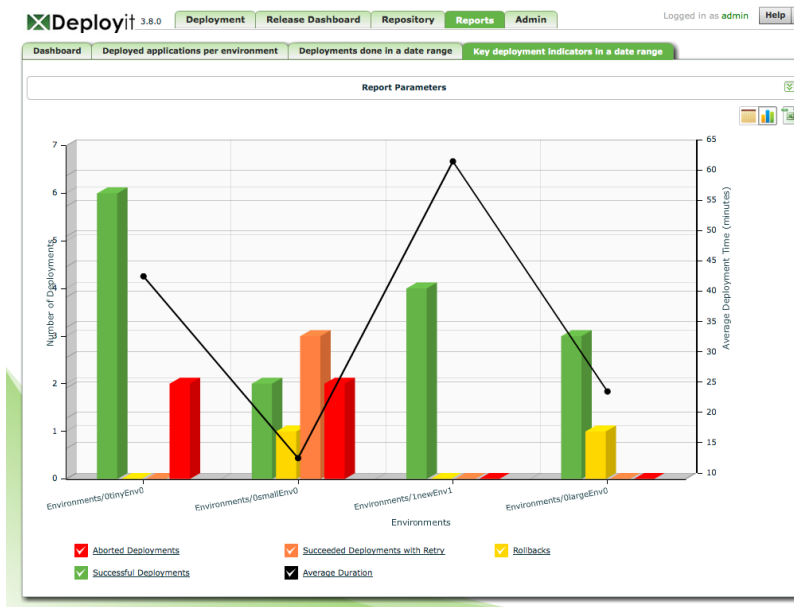 Deployit 3.8.0
Deployment Release Dashboard Repository Reports Admin
Logged in as admin
Help
Dashboard Deployed applications per environment Deployments done in a date range Key deployment indicators in a date range
Report Parameters
7
6
5
4
3
2
1
0
Number of Deployments
65
60
55
50
45
40
35
30
25
20
15
10
Average Deployment Time (minutes)
Environments/0tinyEnv0
Environments/0smallEnv0
Environments/1newEnv1
Environments/0largeEnv0
Environments
Aborted Deployments Succeeded Deployments with Retry Rollbacks
Successful Deployments Average Duration